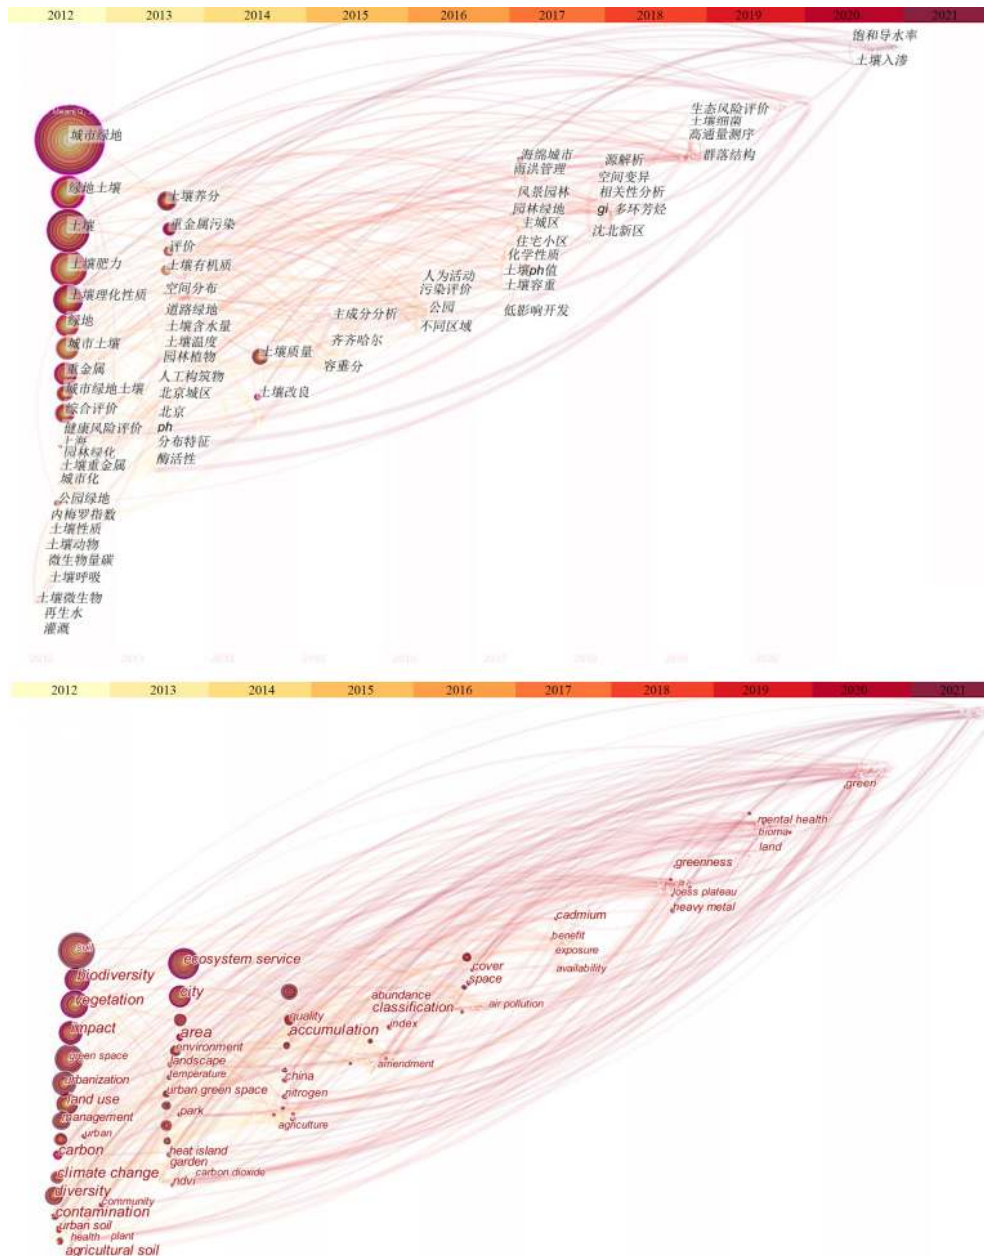 2012 2013 2014 2015 2016 2017 2018 2019 2020 2021
饱和导水率
土壤入渗
城市绿地
绿地土壤
土壤
土壤肥力
土壤理化性质
绿地
城市土壤
重金属
城市绿地土壤
综合评价
健康风险评价
上海
园林绿化
土壤重金属
城市化
公园绿地
内梅罗指数
土壤性质
土壤动物
微生物量碳
土壤呼吸
土壤微生物
再生水
灌溉
土壤养分
重金属污染
评价
土壤有机质
空间分布
道路绿地
土壤含水量
土壤温度
园林植物
人工构筑物
北京城区
北京
ph
分布特征
酶活性
土壤质量
土壤改良
主成分分析
齐齐哈尔
容重分
人为活动
污染评价
公园
不同区域
海绵城市
雨洪管理
风景园林
园林绿地
主城区
住宅小区
化学性质
土壤ph值
土壤容重
低影响开发
源解析
空间变异
相关性分析
gi 多环芳烃
沈北新区
生态风险评价
土壤细菌
高通量测序
群落结构
2012 2013 2014 2015 2016 2017 2018 2019 2020 2021
soil
biodiversity
vegetation
impact
green space
urbanization
land use
management
urban
carbon
climate change
diversity
community
contamination
urban soil
health plant
agricultural soil
ecosystem service
city
area
environment
landscape
temperature
urban green space
park
heat island
garden
carbon dioxide
ndvi
quality
accumulation
china
nitrogen
agriculture
abundance
classification
index
amendment
cover
space
air pollution
cadmium
benefit
exposure
availability
greenness
loess plateau
heavy metal
mental health
bioma
land
green